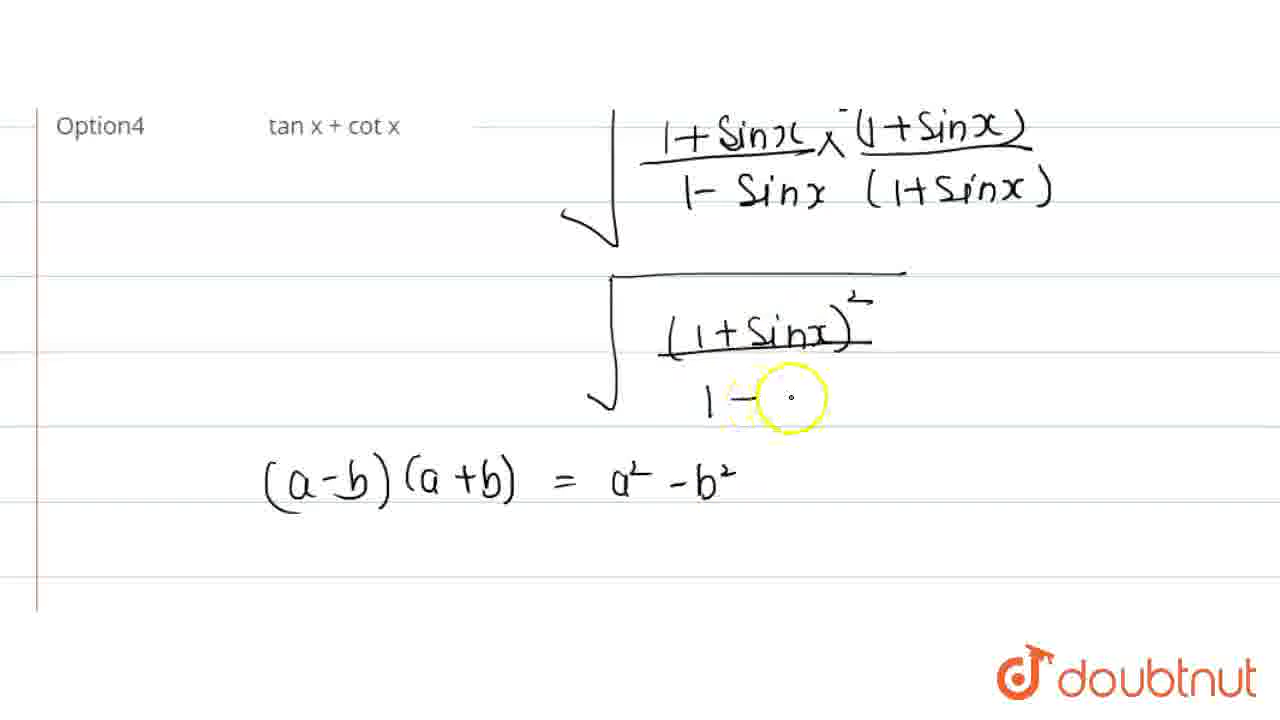 Option4 tan x + cot x
√ 1 + Sinx × (1 + Sinx)
1 - Sinx (1 + Sinx)
√ (1 + Sinx)²
1 -
(a - b) (a + b) = a² - b²
doubtnut